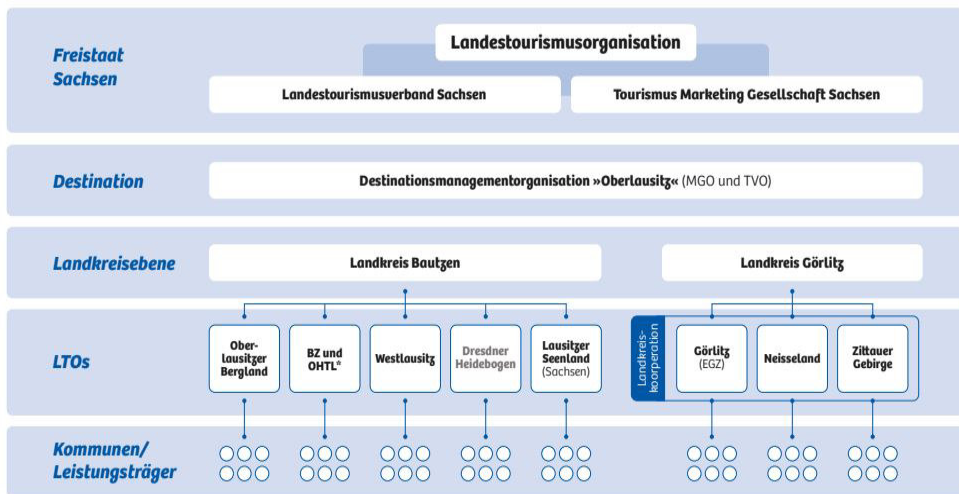 Freistaat
Sachsen
Landestourismusorganisation
Landestourismusverband Sachsen
Tourismus Marketing Gesellschaft Sachsen
Destination
Destinationsmanagementorganisation »Oberlausitz« (MGO und TVO)
Landkreisebene
Landkreis Bautzen
Landkreis Görlitz
LTOs
Ober-
lausitzer
Bergland
BZ und
OHTL*
Westlausitz
Dresdner
Heidebogen
Lausitzer
Seenland
(Sachsen)
Landkreis-
kooperation
Görlitz
(EGZ)
Neisseland
Zittauer
Gebirge
Kommunen/
Leistungsträger